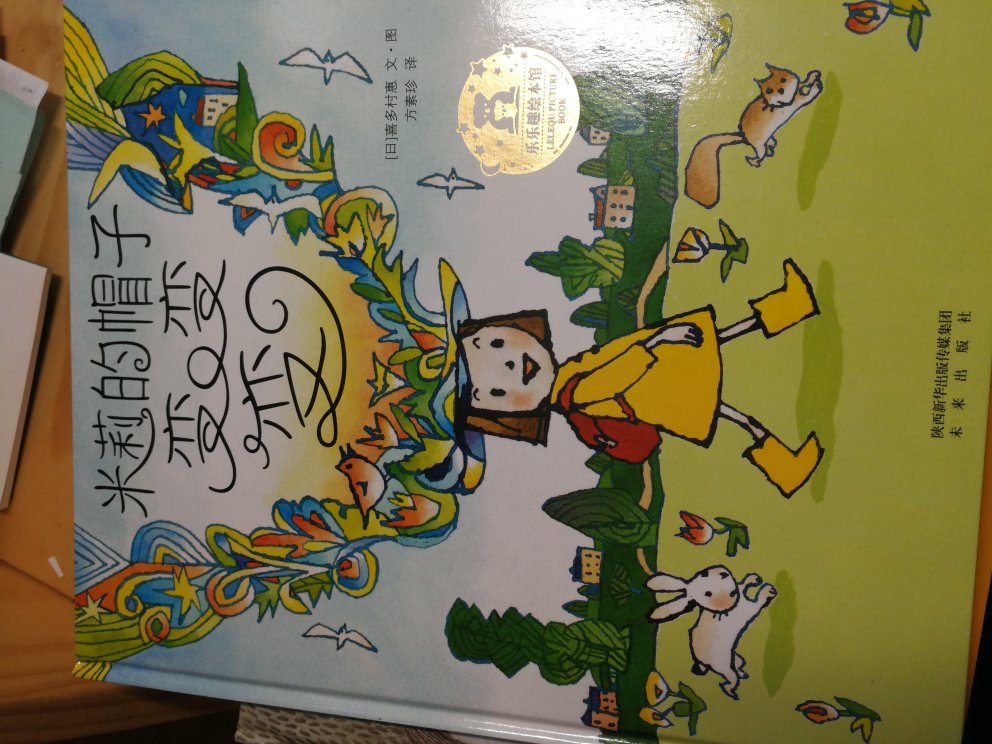 米莉的帽子
变变变
变变
[日]喜多村惠 文·图
方素珍 译
乐乐趣绘本馆
LELEQU PICTURE
BOOK
陕西新华出版传媒集团
未来出版社